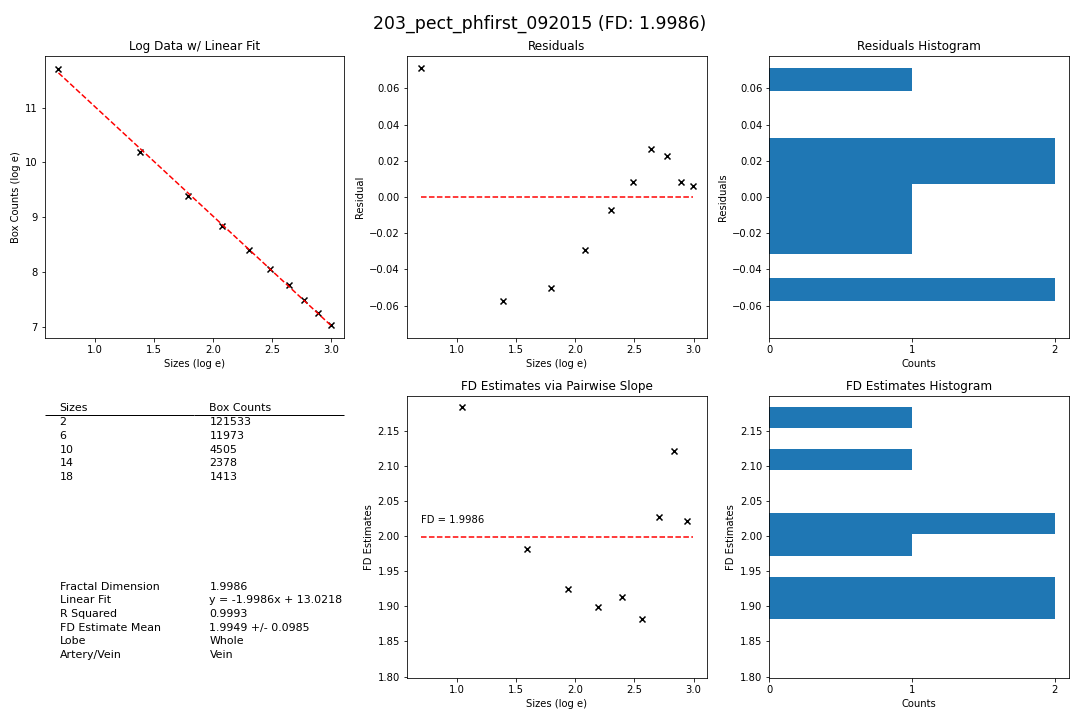 203_pect_phfirst_092015 (FD: 1.9986)
Log Data w/ Linear Fit
Box Counts (log e)
11
10
9
8
7
1.0 1.5 2.0 2.5 3.0
Sizes (log e)
Residuals
Residual
0.06
0.04
0.02
0.00
−0.02
−0.04
−0.06
1.0 1.5 2.0 2.5 3.0
Sizes (log e)
Residuals Histogram
Residuals
0.06
0.04
0.02
0.00
−0.02
−0.04
−0.06
0 1 2
Counts
Sizes Box Counts
2 121533
6 11973
10 4505
14 2378
18 1413
Fractal Dimension 1.9986
Linear Fit y = -1.9986x + 13.0218
R Squared 0.9993
FD Estimate Mean 1.9949 +/- 0.0985
Lobe Whole
Artery/Vein Vein
FD Estimates via Pairwise Slope
FD Estimates
2.15
2.10
2.05
2.00
1.95
1.90
1.85
1.80
FD = 1.9986
1.0 1.5 2.0 2.5 3.0
Sizes (log e)
FD Estimates Histogram
FD Estimates
2.15
2.10
2.05
2.00
1.95
1.90
1.85
1.80
0 1 2
Counts